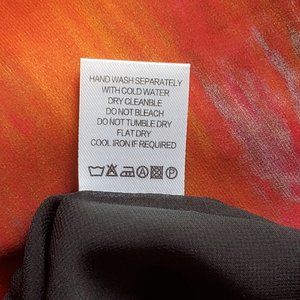 HAND WASH SEPARATELY
WITH COLD WATER
DRY CLEANBLE
DO NOT BLEACH
DO NOT TUMBLE DRY
FLAT DRY
COOL IRON IF REQUIRED